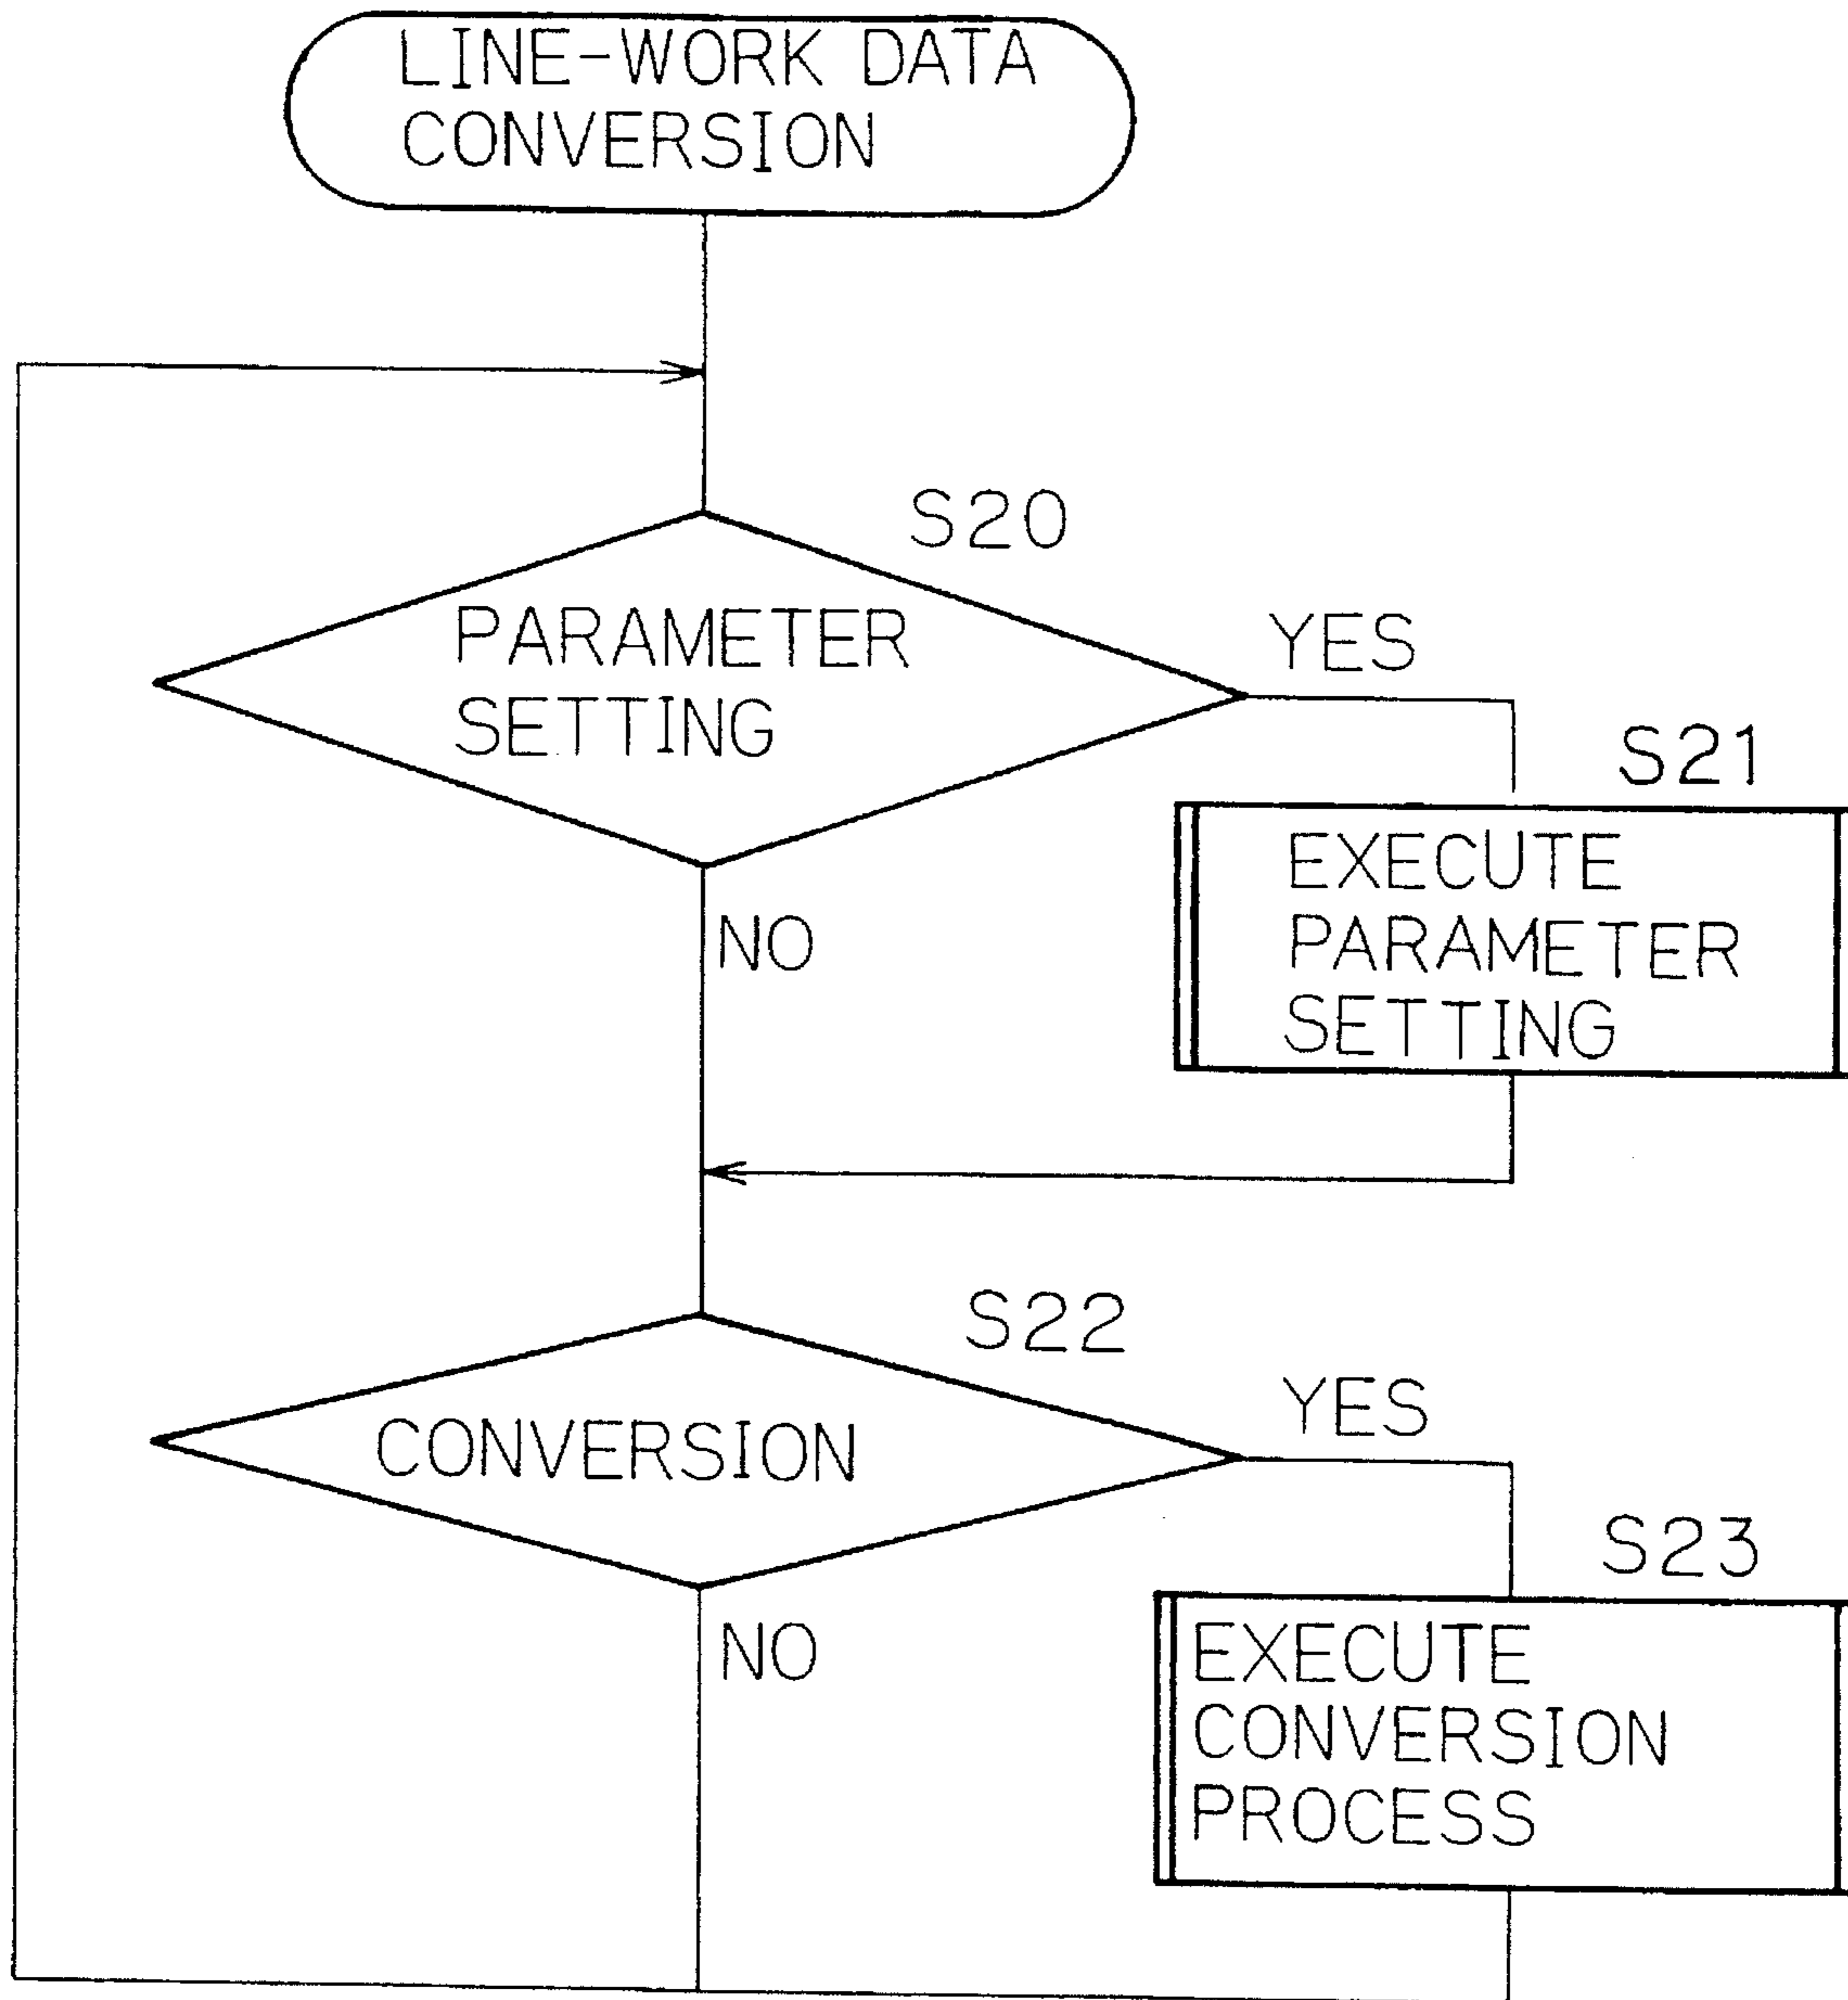 LINE-WORK DATA
CONVERSION
S20
PARAMETER
SETTING
YES
S21
EXECUTE
PARAMETER
SETTING
NO
S22
CONVERSION
YES
S23
EXECUTE
CONVERSION
PROCESS
NO